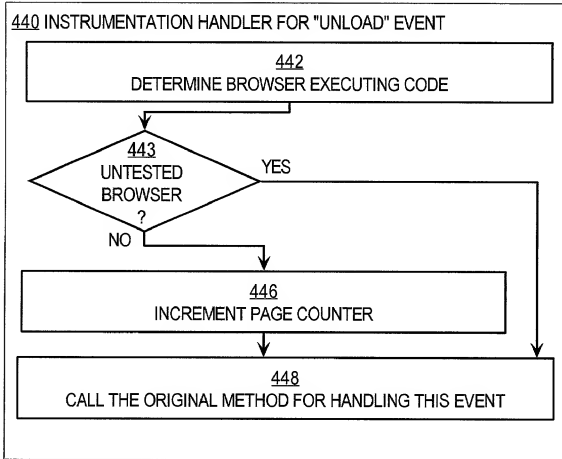 440 INSTRUMENTATION HANDLER FOR "UNLOAD" EVENT
442
DETERMINE BROWSER EXECUTING CODE
443
UNTESTED
BROWSER
?
YES
NO
446
INCREMENT PAGE COUNTER
448
CALL THE ORIGINAL METHOD FOR HANDLING THIS EVENT